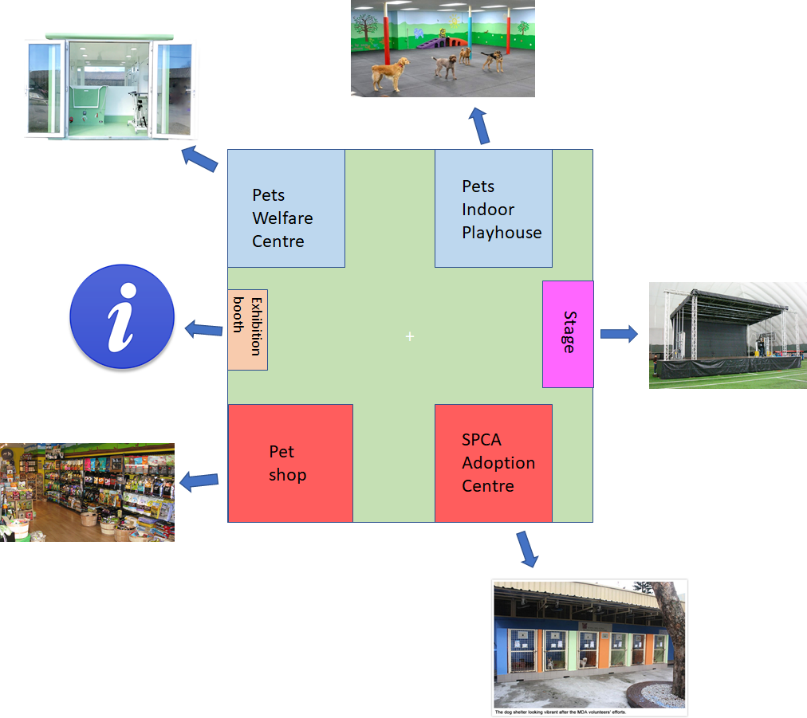 Pets
Welfare
Centre
Pets
Indoor
Playhouse
Exhibition
booth
Stage
Pet
shop
SPCA
Adoption
Centre
The dog shelter looking vibrant after the MDA volunteers' efforts.